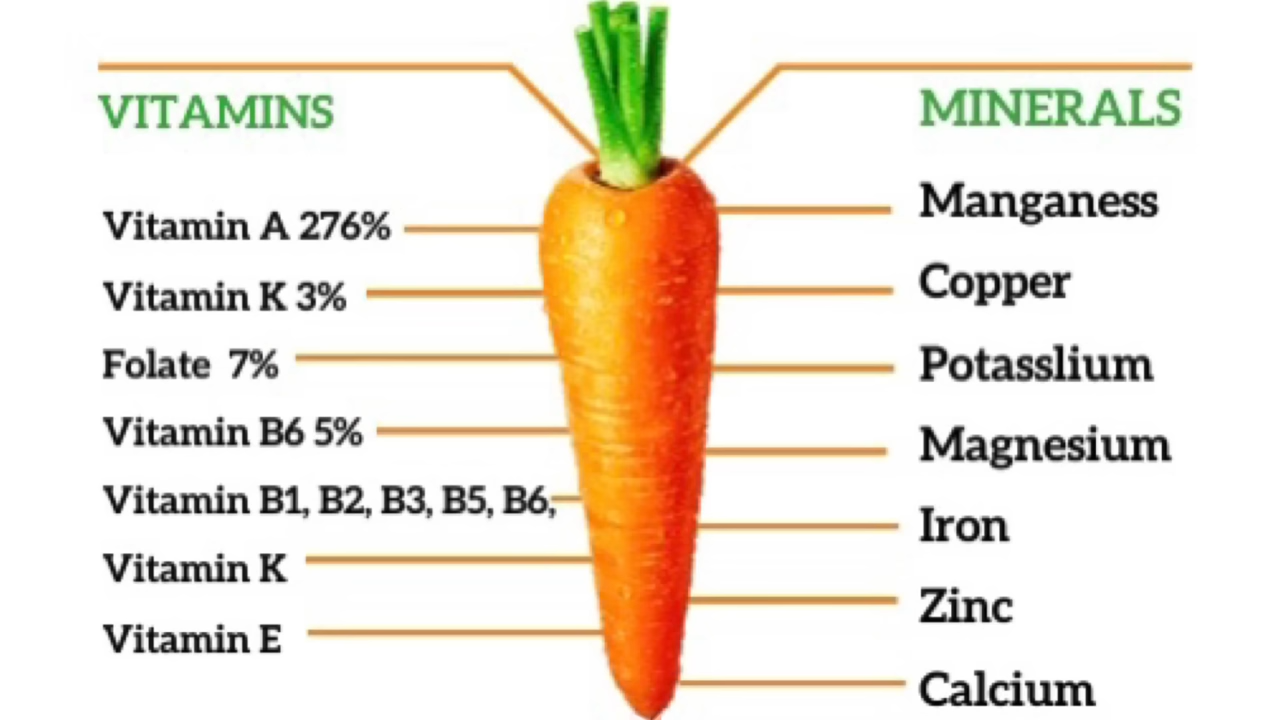 VITAMINS
Vitamin A 276%
Vitamin K 3%
Folate 7%
Vitamin B6 5%
Vitamin B1, B2, B3, B5, B6,
Vitamin K
Vitamin E
MINERALS
Manganess
Copper
Potasslium
Magnesium
Iron
Zinc
Calcium